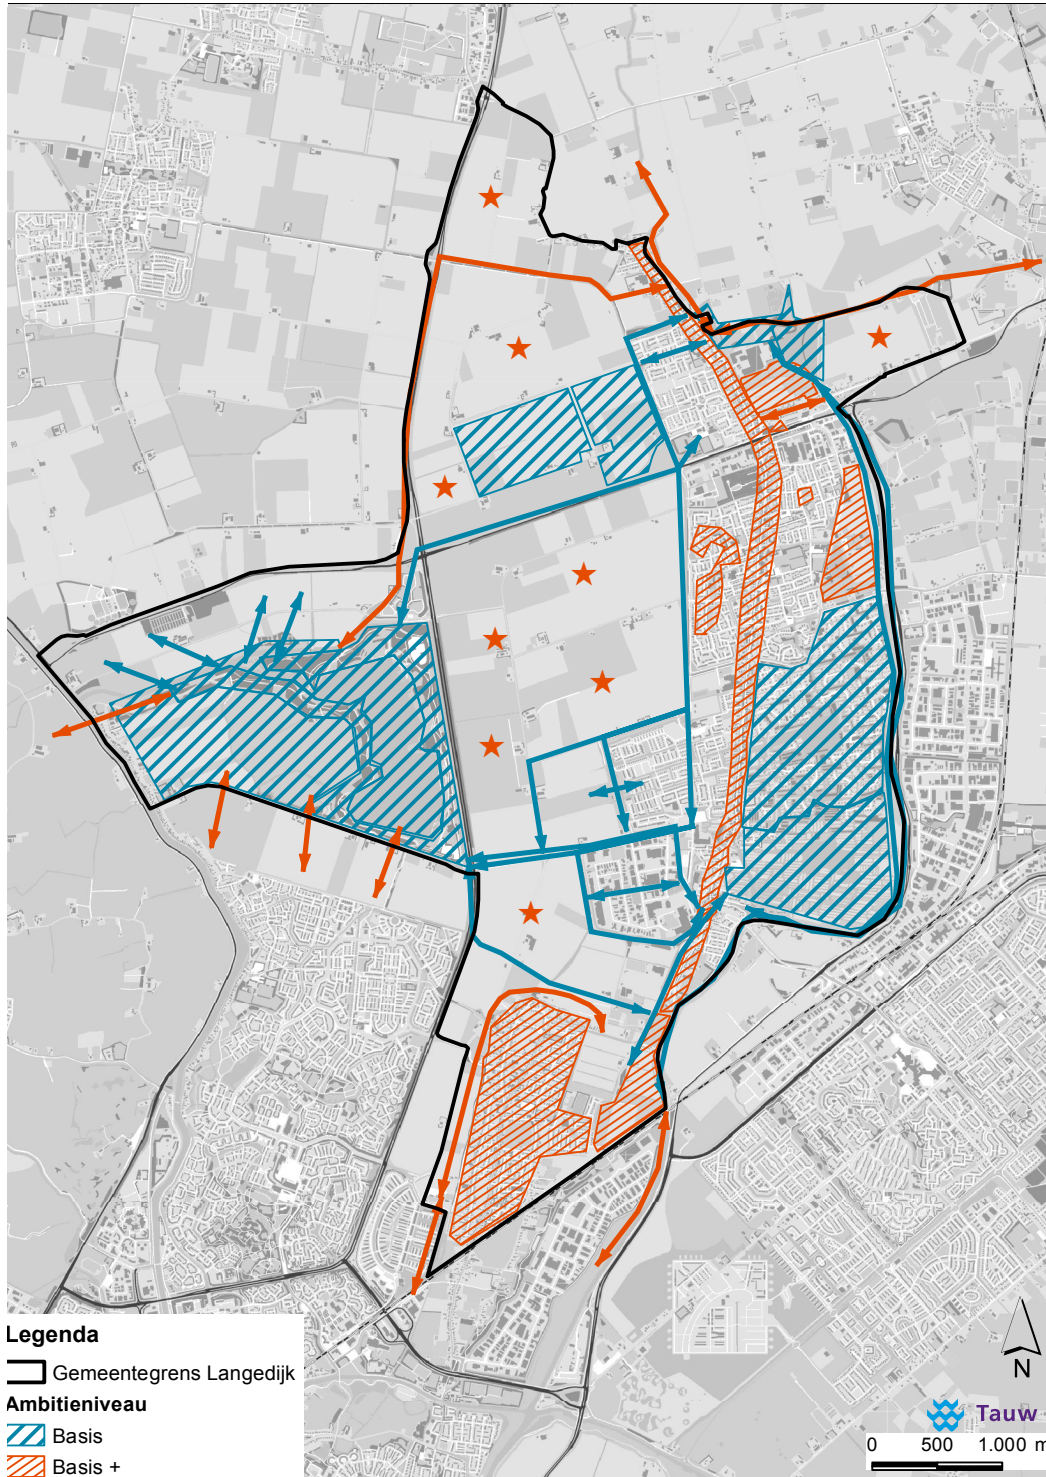 Legenda
Gemeentegrens Langedijk
Ambitieniveau
Basis
Basis +
N
Tauw
0 500 1.000 m